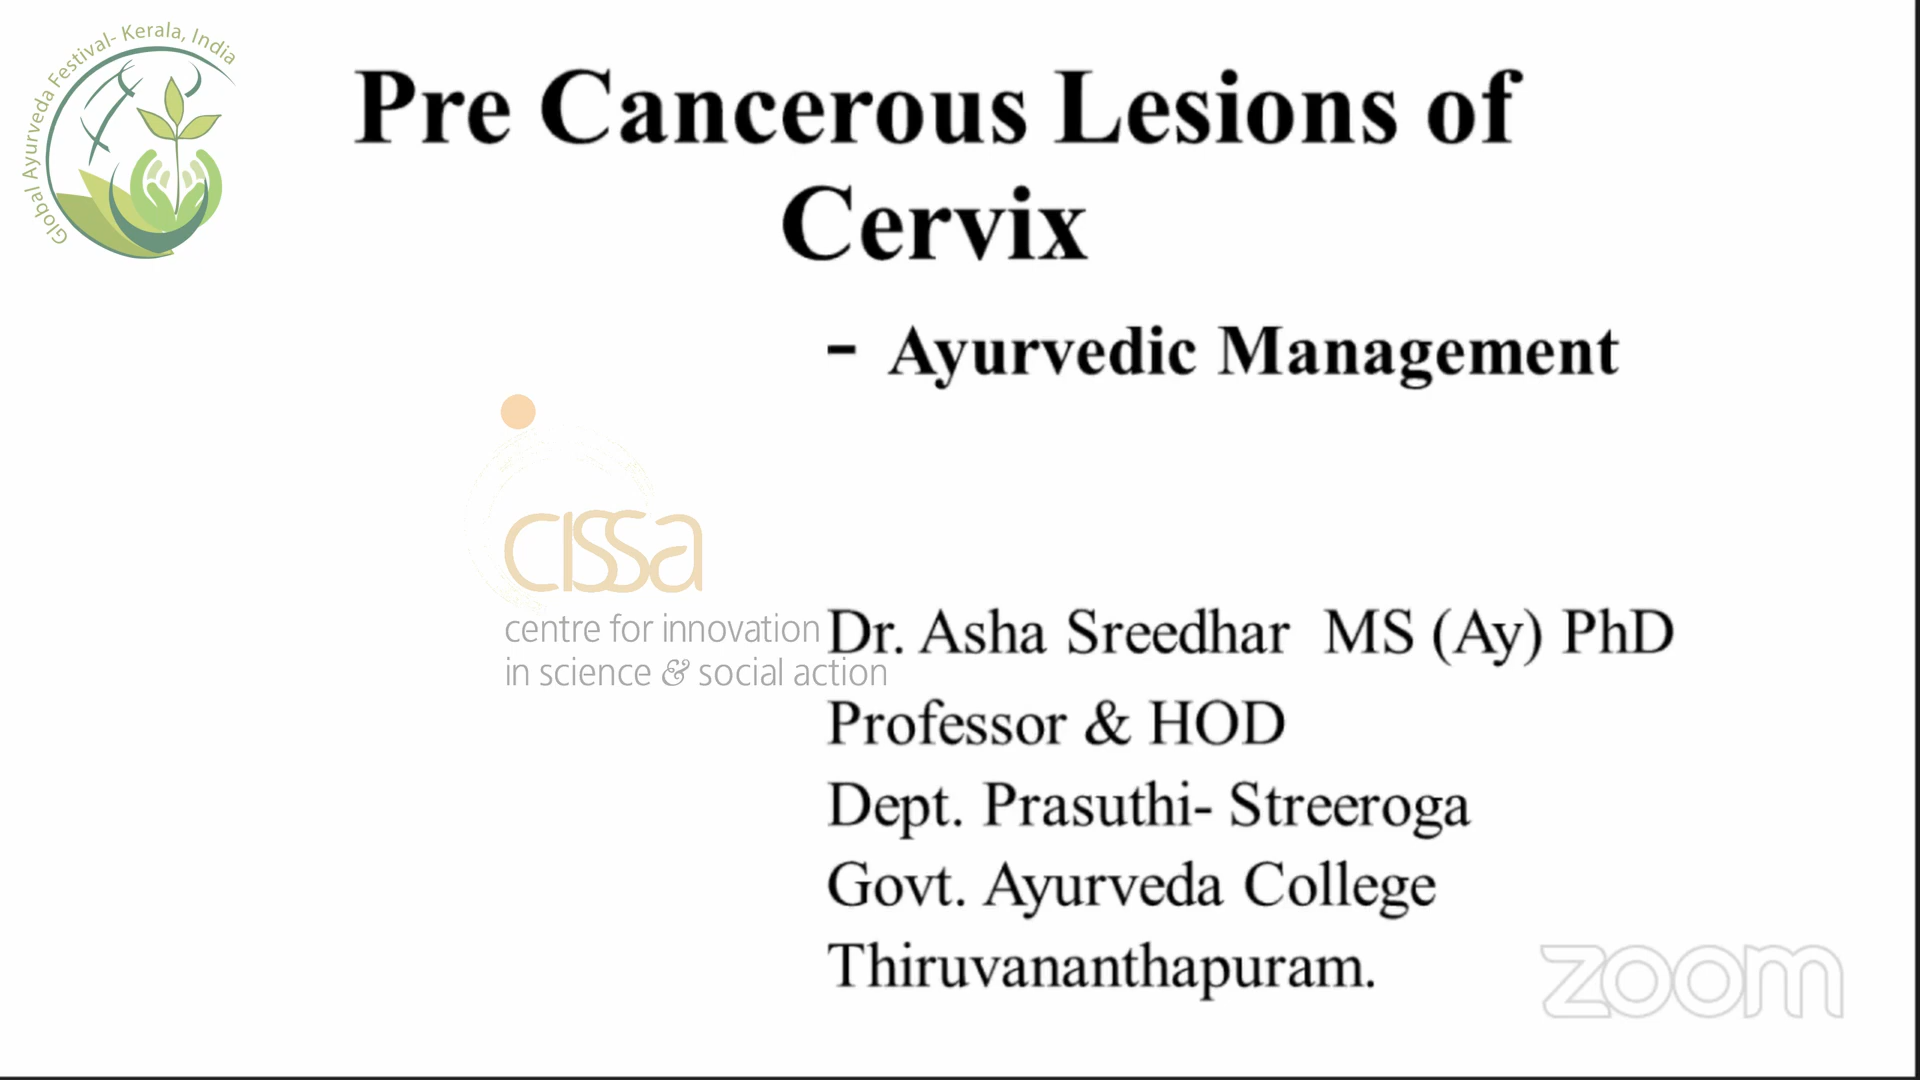 Global Ayurveda Festival- Kerala, India
Pre Cancerous Lesions of
Cervix
- Ayurvedic Management
cissa
centre for innovation
in science & social action
Dr. Asha Sreedhar MS (Ay) PhD
Professor & HOD
Dept. Prasuthi- Streeroga
Govt. Ayurveda College
Thiruvananthapuram.
zoom